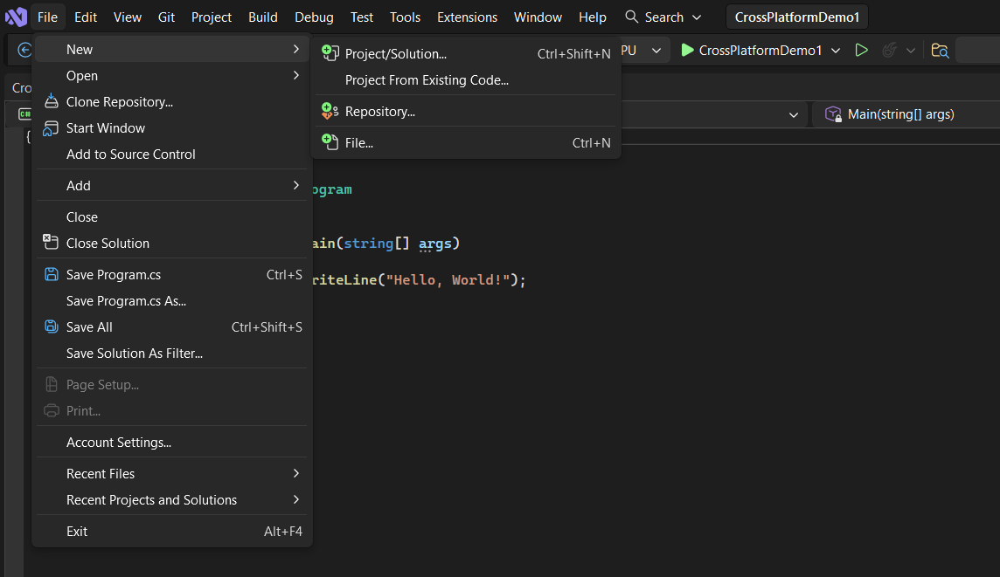 File Edit View Git Project Build Debug Test Tools Extensions Window Help Search CrossPlatformDemo1
PU CrossPlatformDemo1
Cro
C#
Main(string[] args)
{
ogram
ain(string[] args)
riteLine("Hello, World!");
New
Open
Clone Repository...
Start Window
Add to Source Control
Add
Close
Close Solution
Save Program.cs Ctrl+S
Save Program.cs As...
Save All Ctrl+Shift+S
Save Solution As Filter...
Page Setup...
Print...
Account Settings...
Recent Files
Recent Projects and Solutions
Exit Alt+F4
Project/Solution... Ctrl+Shift+N
Project From Existing Code...
Repository...
File... Ctrl+N